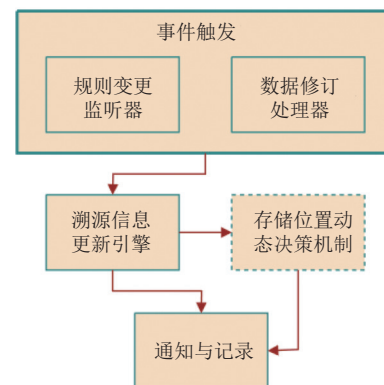 事件触发
规则变更
监听器
数据修订
处理器
溯源信息
更新引擎
存储位置动
态决策机制
通知与记录